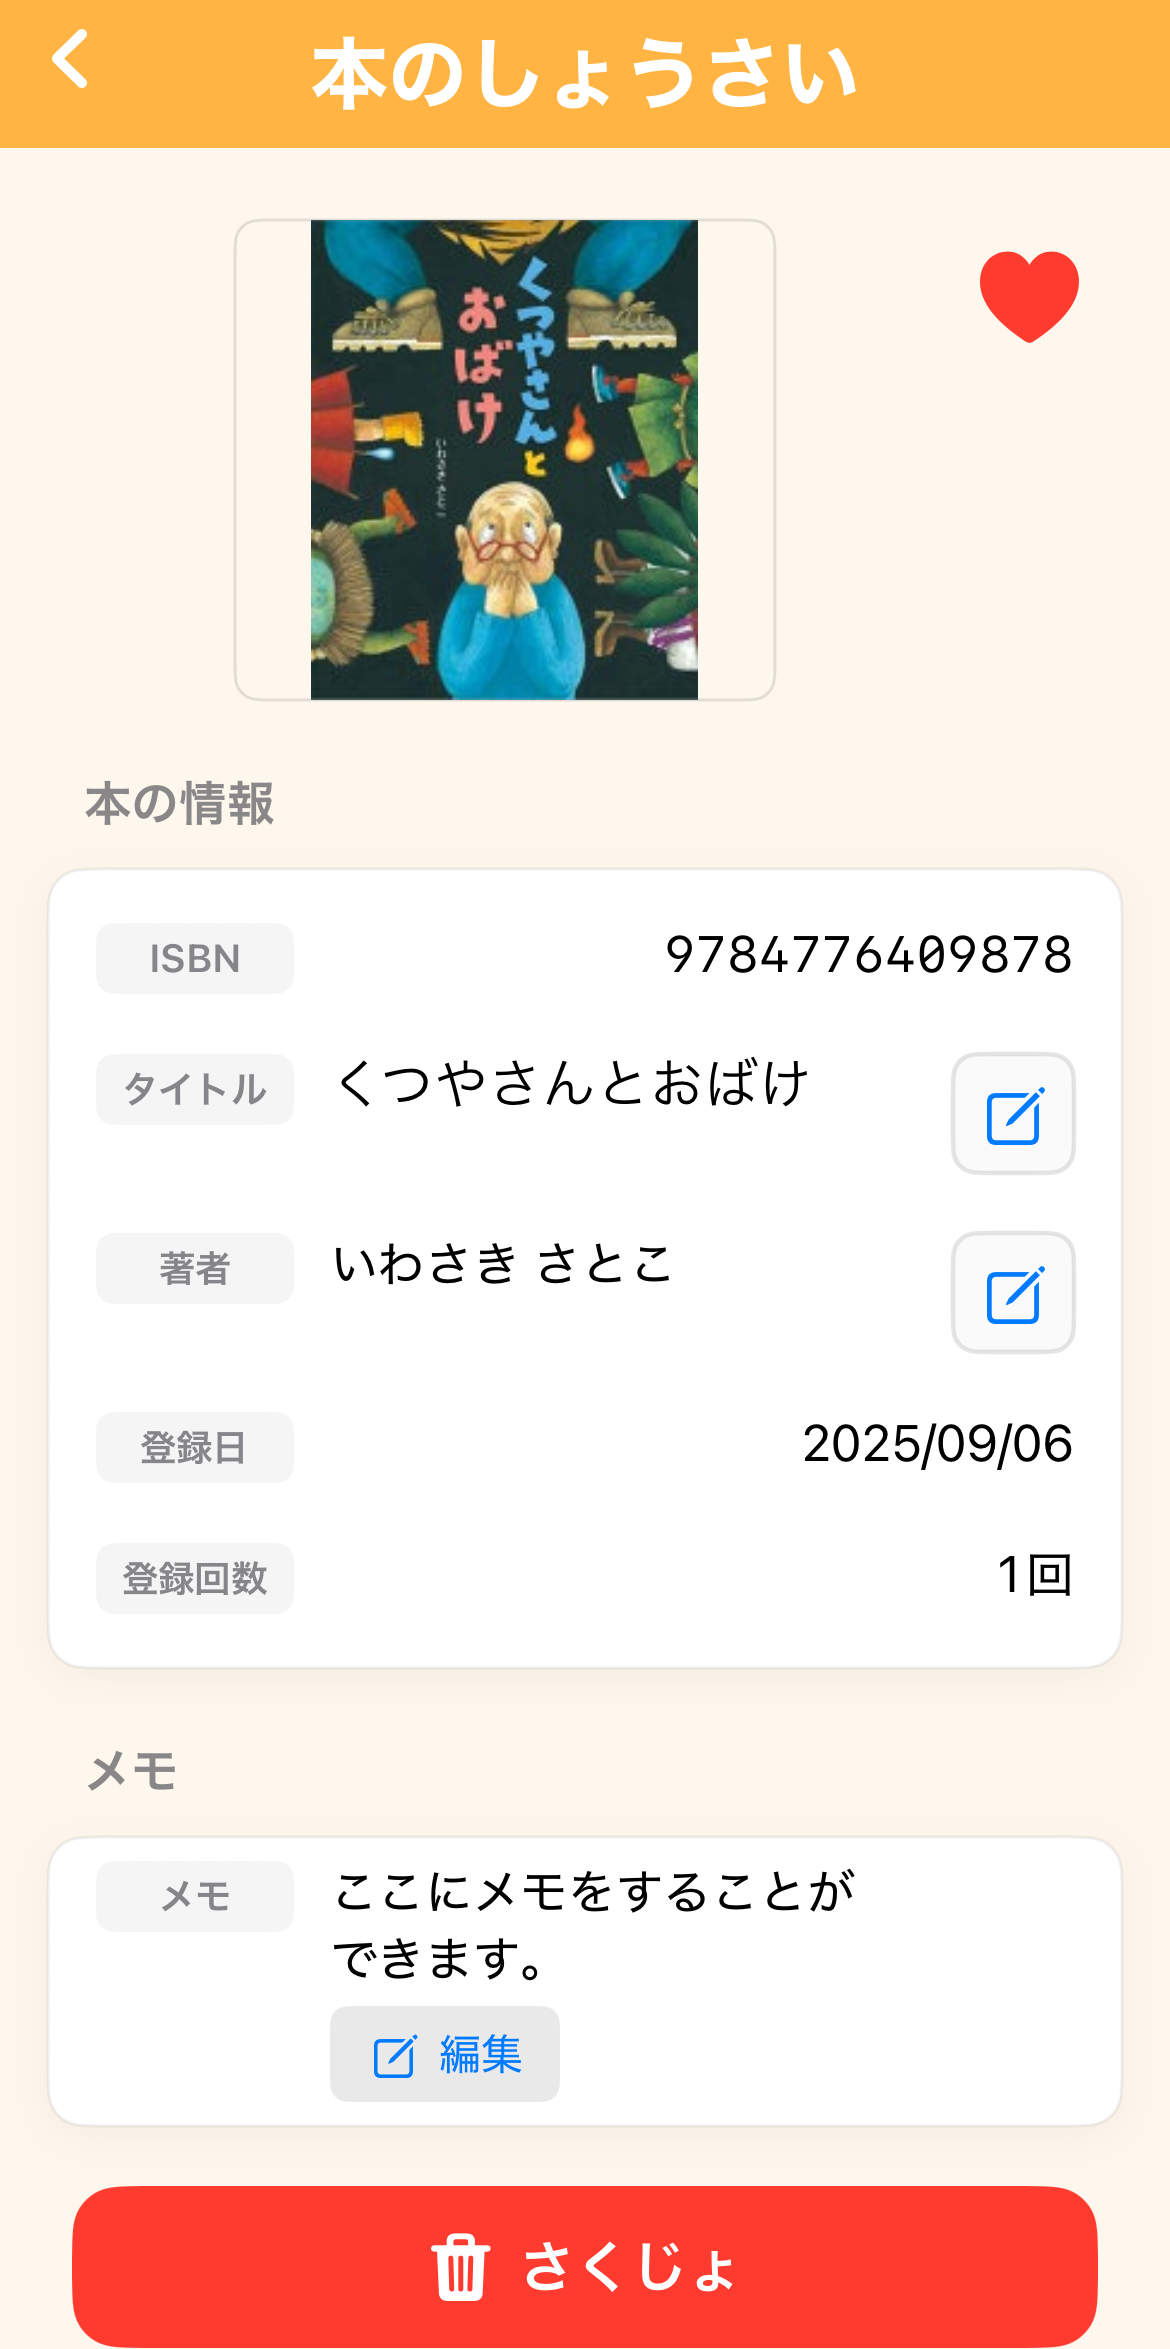 本のしょうさい
くつやさんと
おばけ
いわさき さとこ
本の情報
ISBN
9784776409878
タイトル
くつやさんとおばけ
著者
いわさき さとこ
登録日
2025/09/06
登録回数
1回
メモ
メモ
ここにメモをすることが
できます。
編集
さくじょ